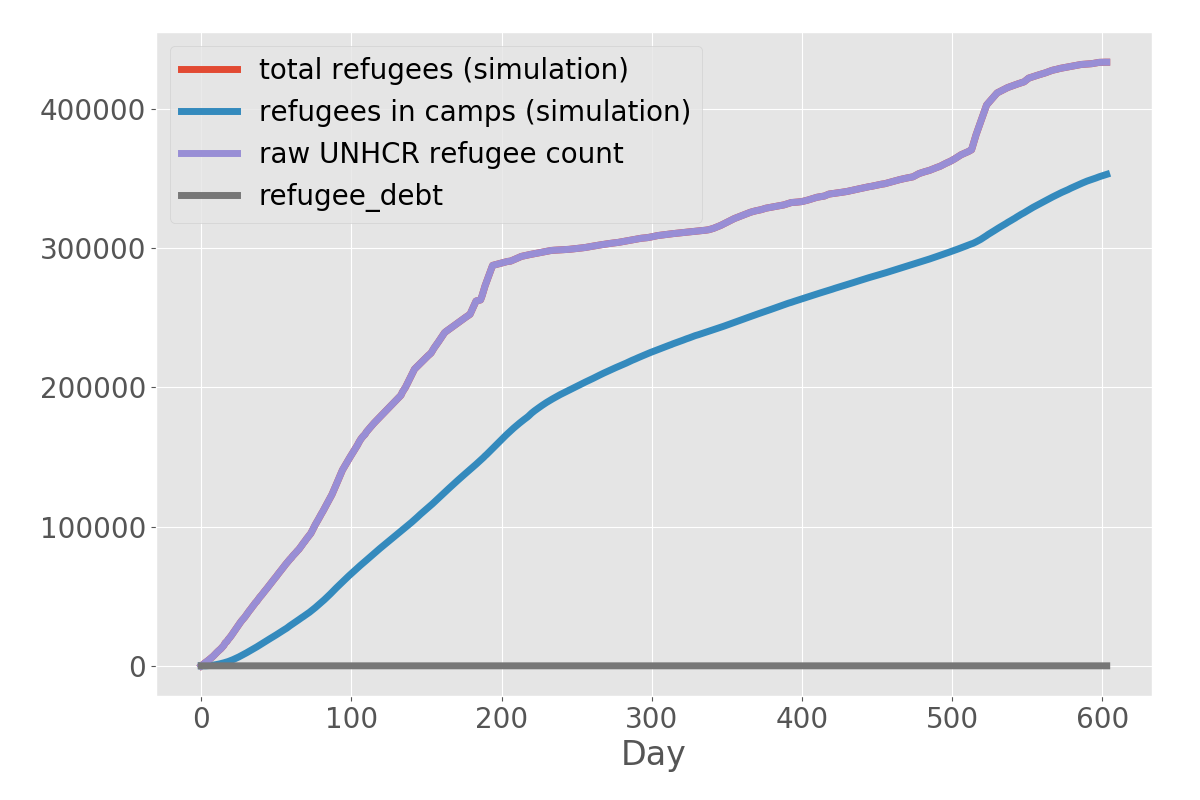 total refugees (simulation)
refugees in camps (simulation)
raw UNHCR refugee count
refugee_debt
400000
300000
200000
100000
0
0 100 200 300 400 500 600
Day